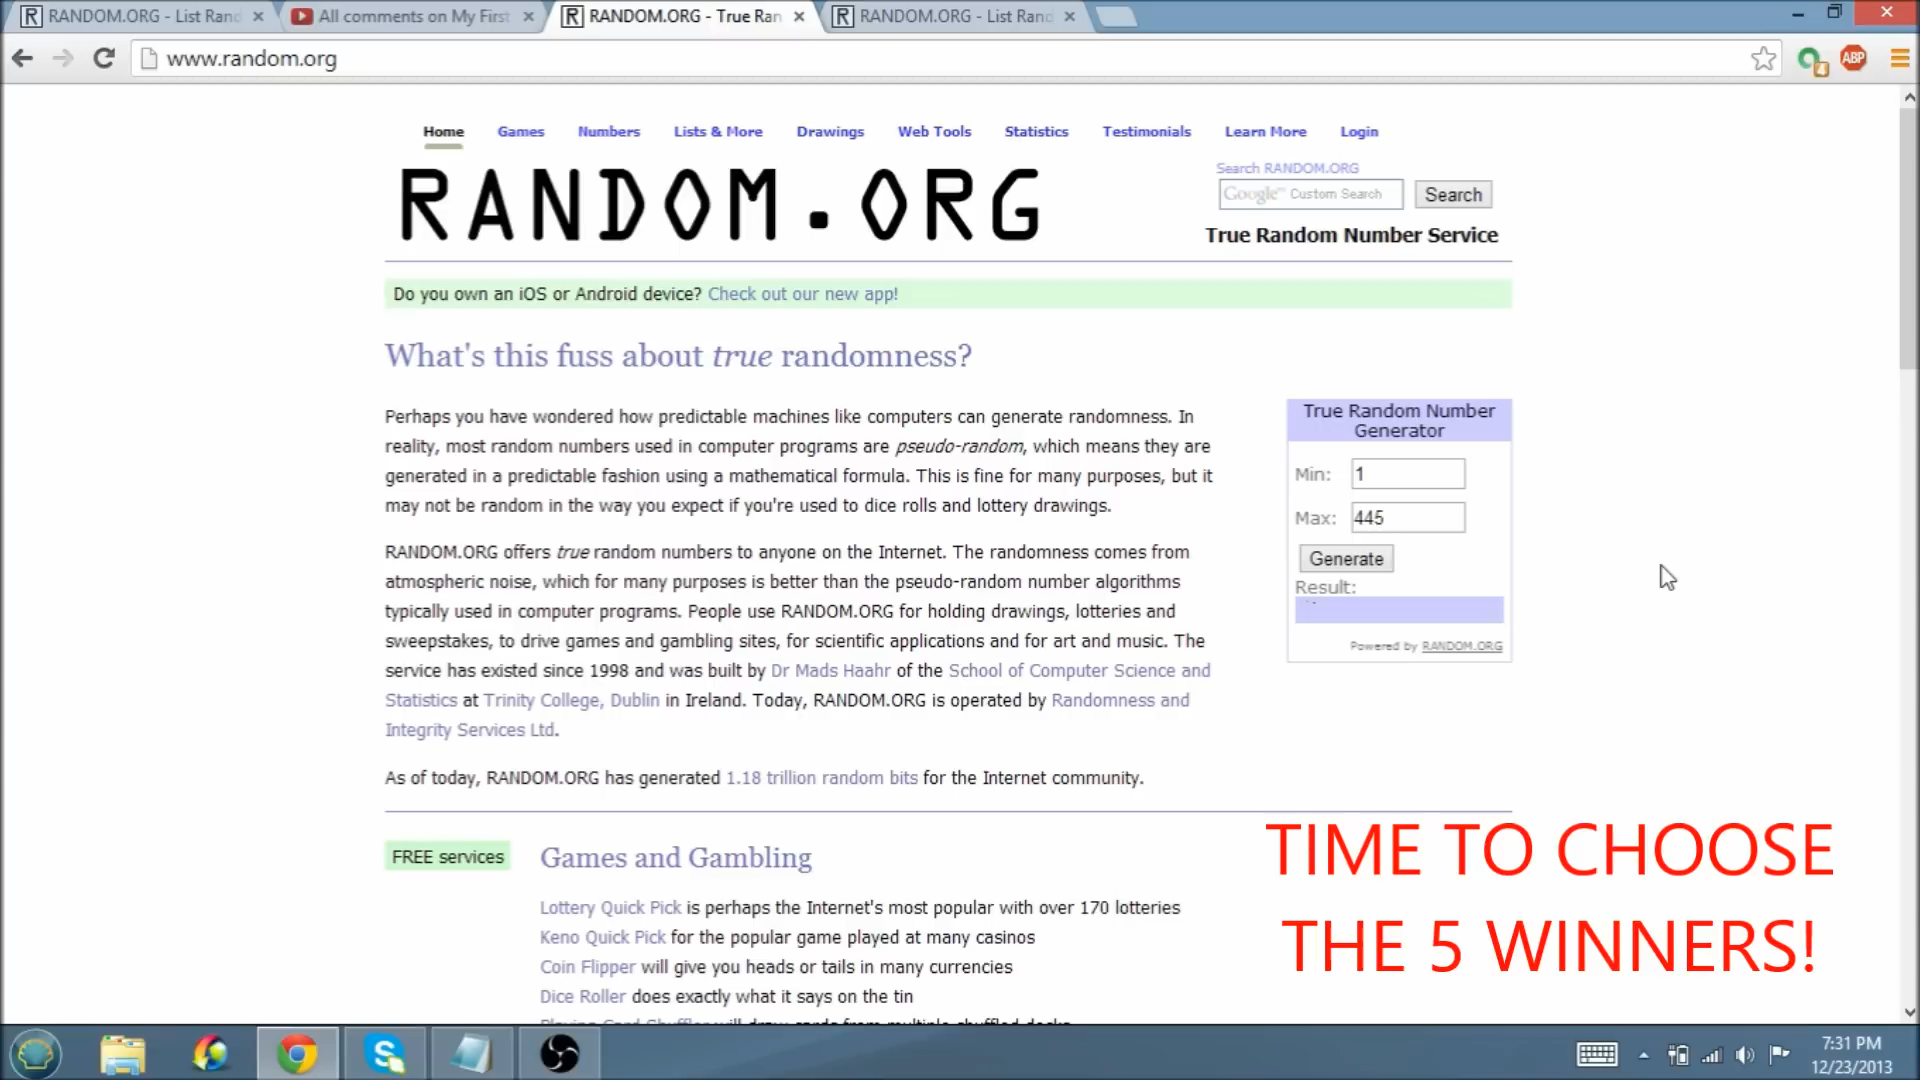 RANDOM.ORG - List Rand
All comments on My First
RANDOM.ORG - True Ran
RANDOM.ORG - List Rand
www.random.org
ABP
Home Games Numbers Lists & More Drawings Web Tools Statistics Testimonials Learn More Login
RANDOM.ORG
Search RANDOM.ORG
Google™ Custom Search
Search
True Random Number Service
Do you own an iOS or Android device? Check out our new app!
What's this fuss about true randomness?
Perhaps you have wondered how predictable machines like computers can generate randomness. In
reality, most random numbers used in computer programs are pseudo-random, which means they are
generated in a predictable fashion using a mathematical formula. This is fine for many purposes, but it
may not be random in the way you expect if you're used to dice rolls and lottery drawings.
RANDOM.ORG offers true random numbers to anyone on the Internet. The randomness comes from
atmospheric noise, which for many purposes is better than the pseudo-random number algorithms
typically used in computer programs. People use RANDOM.ORG for holding drawings, lotteries and
sweepstakes, to drive games and gambling sites, for scientific applications and for art and music. The
service has existed since 1998 and was built by Dr Mads Haahr of the School of Computer Science and
Statistics at Trinity College, Dublin in Ireland. Today, RANDOM.ORG is operated by Randomness and
Integrity Services Ltd.
As of today, RANDOM.ORG has generated 1.18 trillion random bits for the Internet community.
True Random Number
Generator
Min: 1
Max: 445
Generate
Result:
Powered by RANDOM.ORG
FREE services
Games and Gambling
Lottery Quick Pick is perhaps the Internet's most popular with over 170 lotteries
Keno Quick Pick for the popular game played at many casinos
Coin Flipper will give you heads or tails in many currencies
Dice Roller does exactly what it says on the tin
Playing Card Shuffler will draw cards from multiple shuffled decks
TIME TO CHOOSE
THE 5 WINNERS!
7:31 PM
12/23/2013